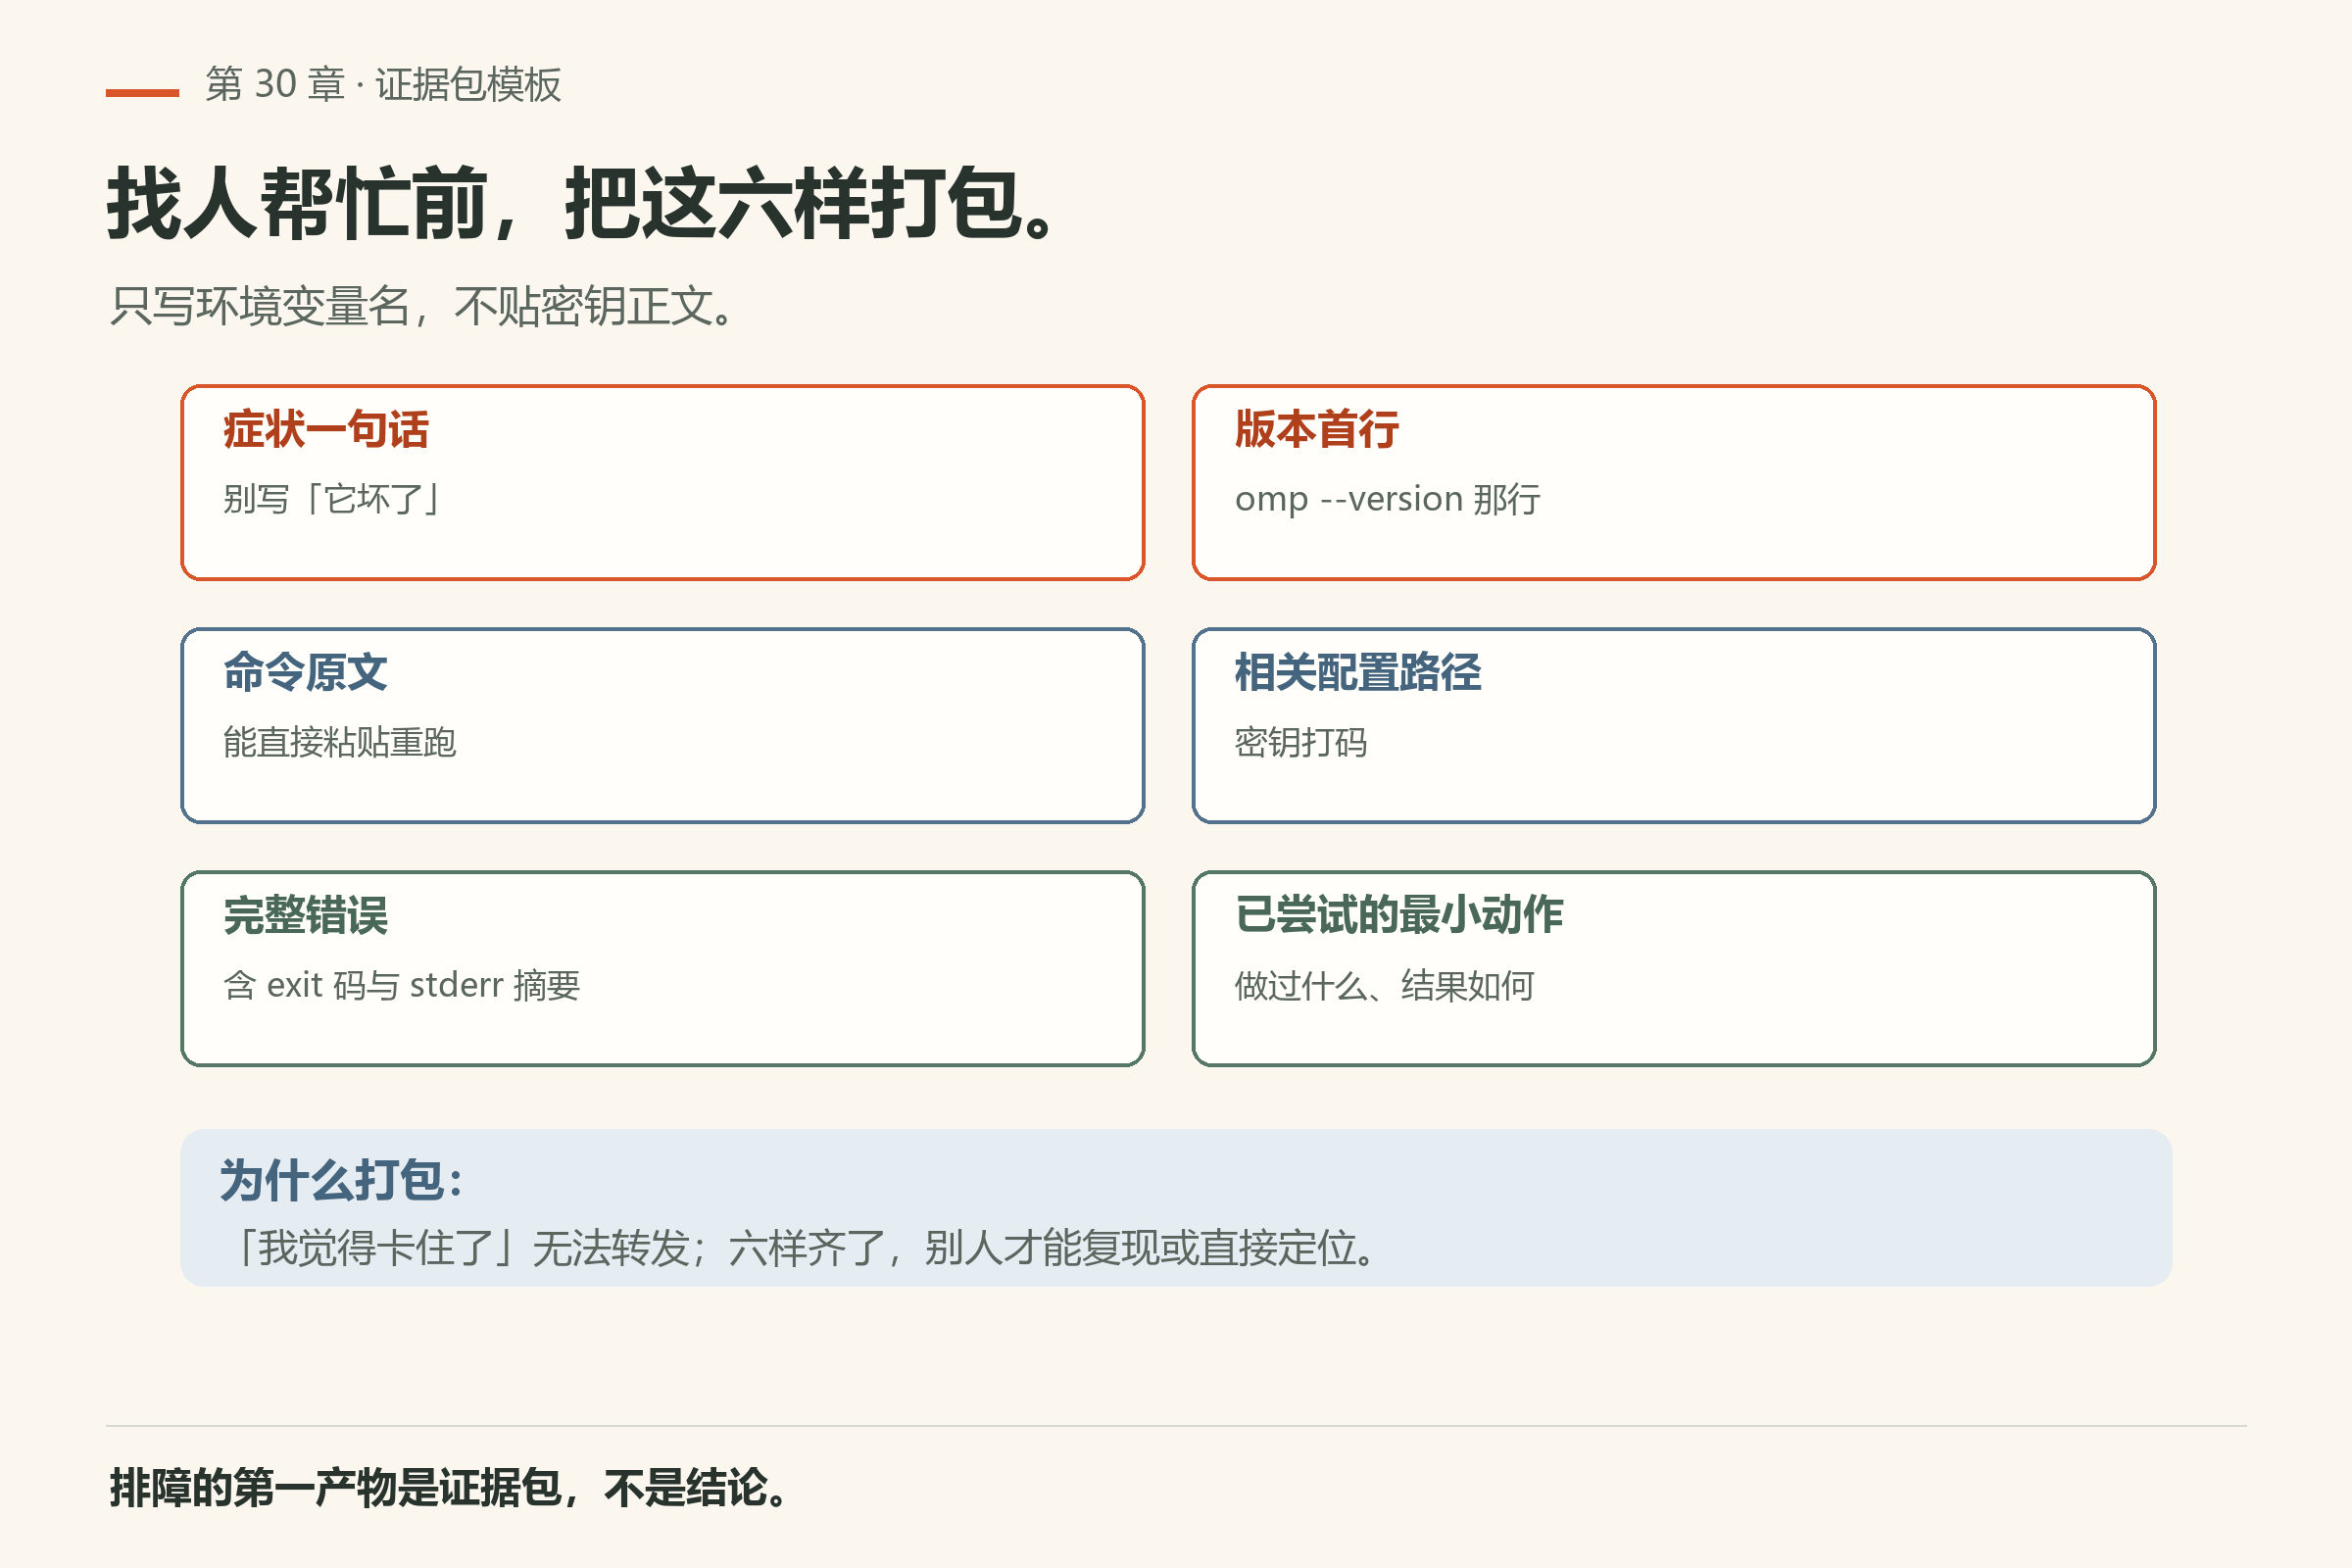 第 30 章 · 证据包模板
找人帮忙前，把这六样打包。
只写环境变量名，不贴密钥正文。
症状一句话
别写「它坏了」
版本首行
omp --version 那行
命令原文
能直接粘贴重跑
相关配置路径
密钥打码
完整错误
含 exit 码与 stderr 摘要
已尝试的最小动作
做过什么、结果如何
为什么打包：
「我觉得卡住了」无法转发；六样齐了，别人才能复现或直接定位。
排障的第一产物是证据包，不是结论。